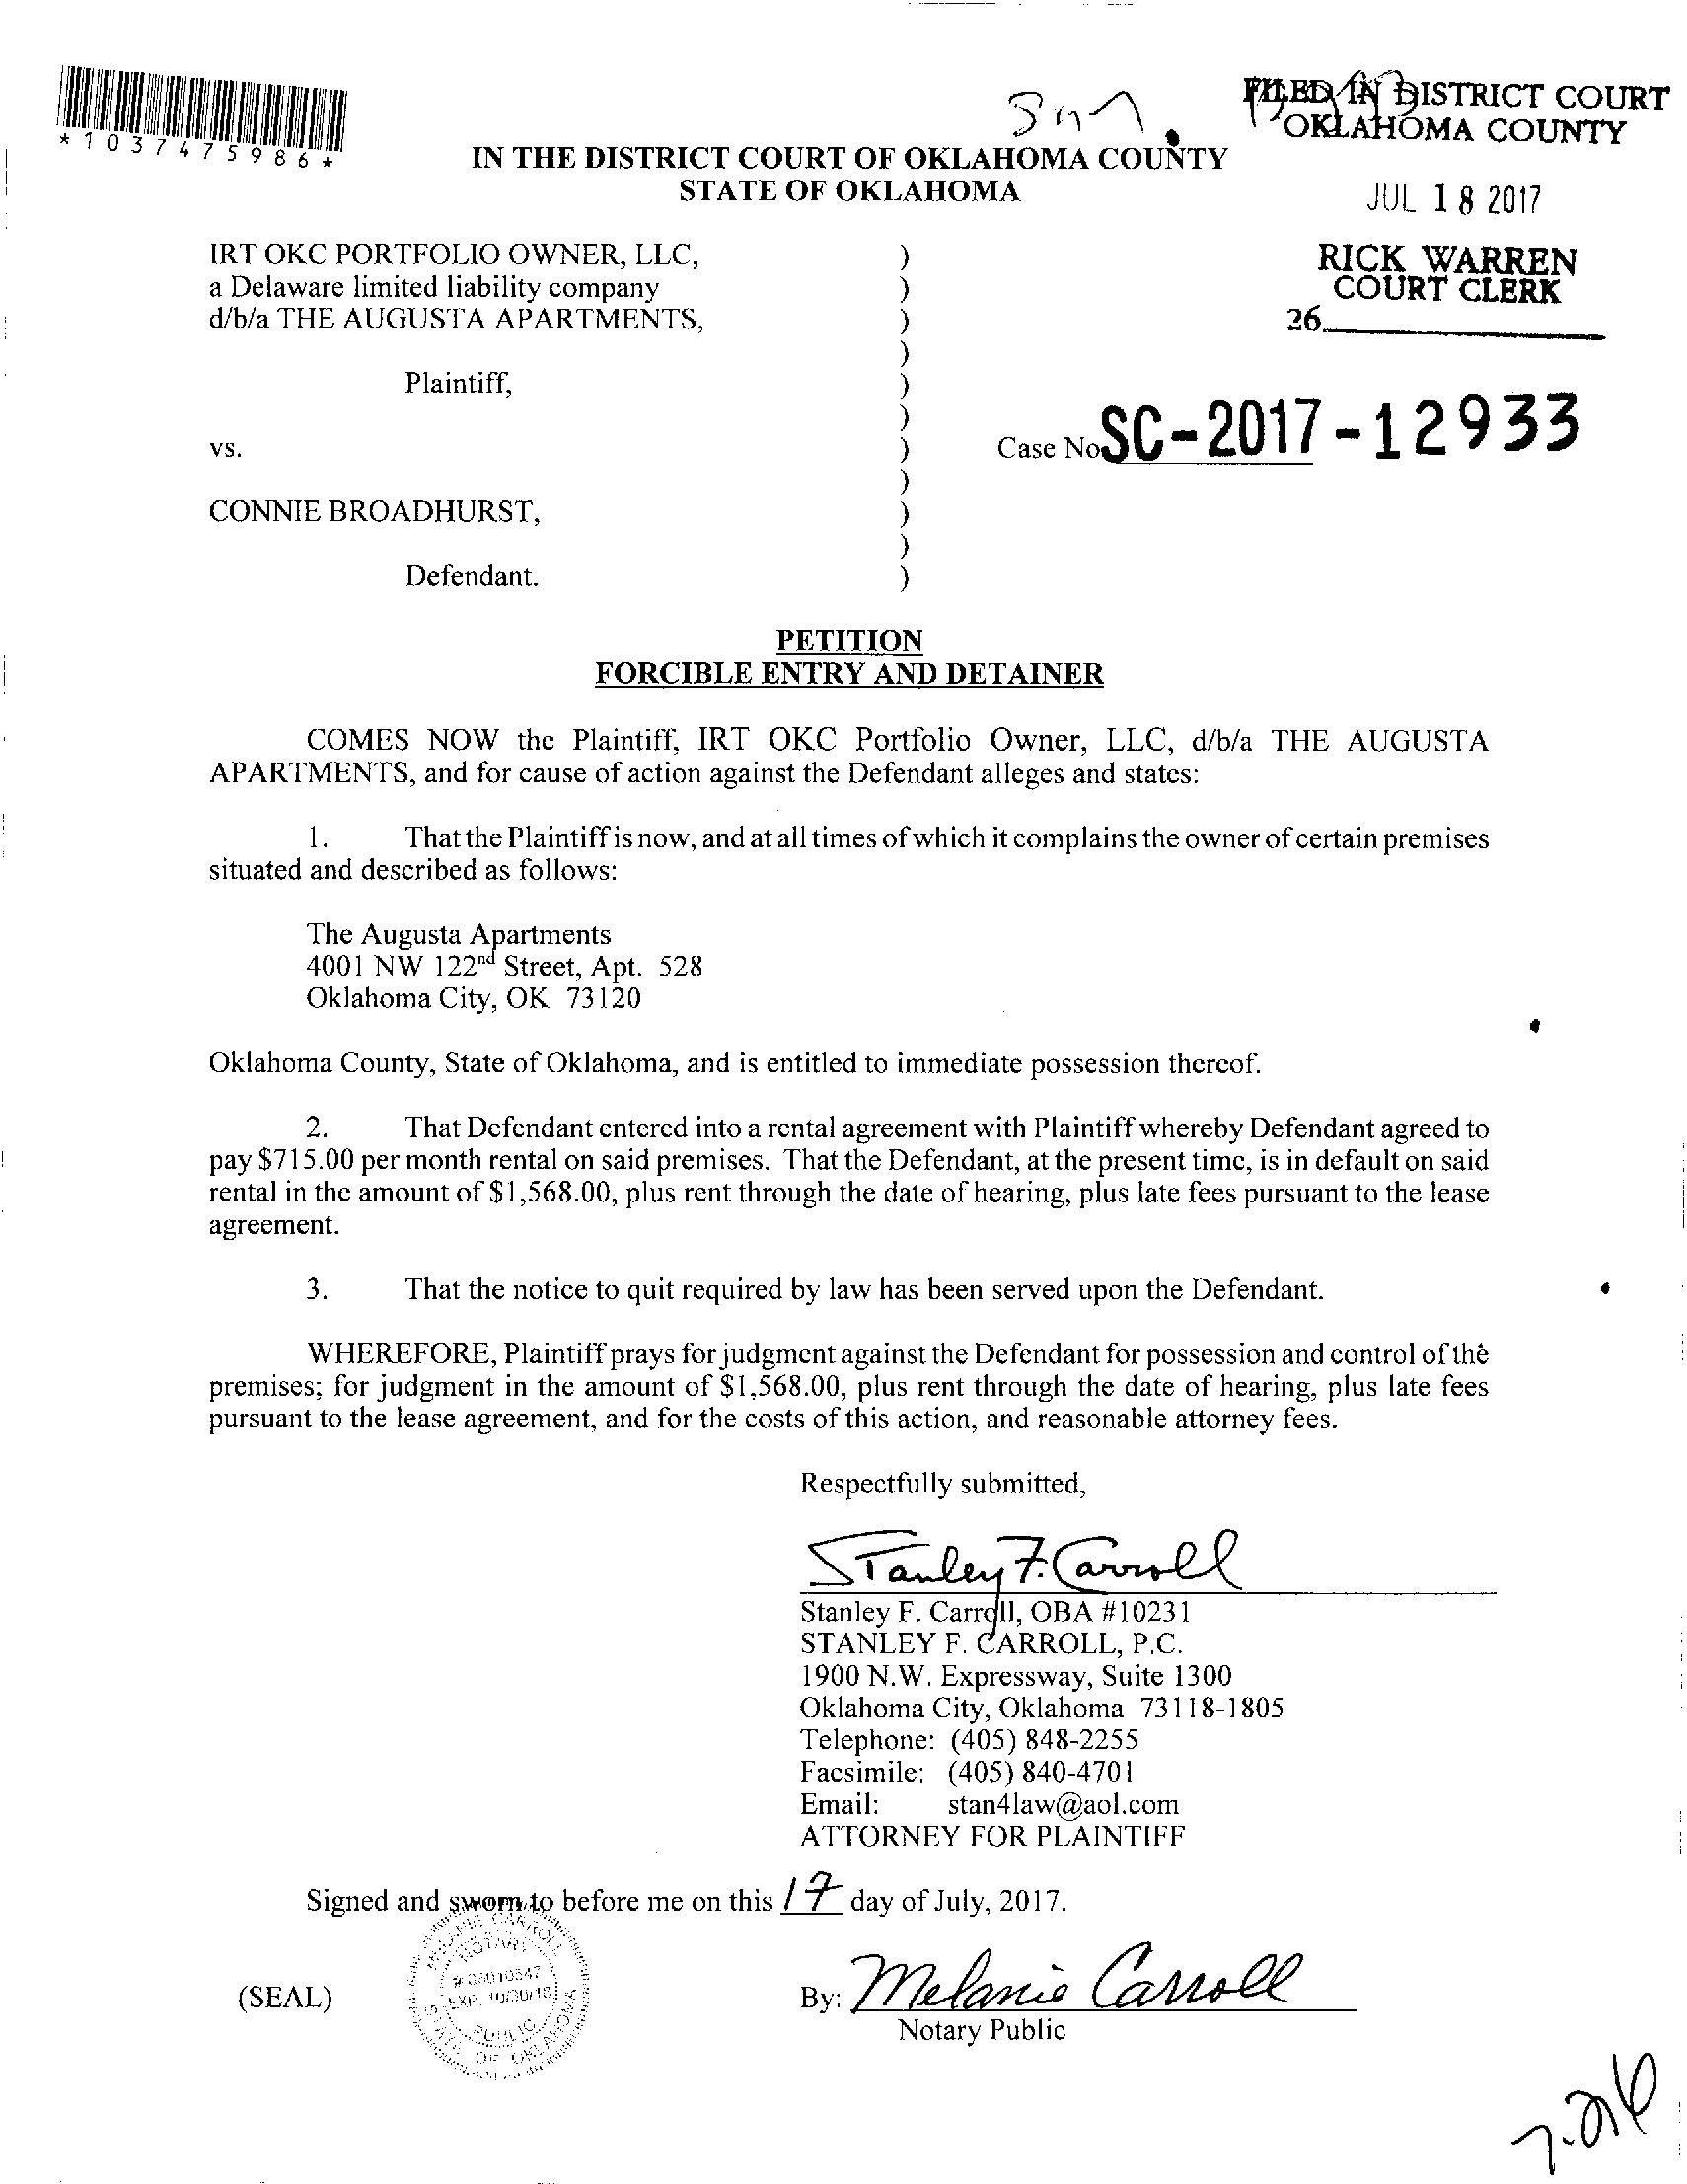 *1037475986*
FILED IN DISTRICT COURT
OKLAHOMA COUNTY
IN THE DISTRICT COURT OF OKLAHOMA COUNTY
STATE OF OKLAHOMA
JUL 18 2017
RICK WARREN
COURT CLERK
26
IRT OKC PORTFOLIO OWNER, LLC, )
a Delaware limited liability company )
d/b/a THE AUGUSTA APARTMENTS, )
)
Plaintiff, )
)
vs. ) Case No. SC-2017-12933
)
CONNIE BROADHURST, )
)
Defendant. )
PETITION
FORCIBLE ENTRY AND DETAINER
COMES NOW the Plaintiff, IRT OKC Portfolio Owner, LLC, d/b/a THE AUGUSTA
APARTMENTS, and for cause of action against the Defendant alleges and states:
1. That the Plaintiff is now, and at all times of which it complains the owner of certain premises
situated and described as follows:
The Augusta Apartments
4001 NW 122nd Street, Apt. 528
Oklahoma City, OK 73120
Oklahoma County, State of Oklahoma, and is entitled to immediate possession thereof.
2. That Defendant entered into a rental agreement with Plaintiff whereby Defendant agreed to
pay $715.00 per month rental on said premises. That the Defendant, at the present time, is in default on said
rental in the amount of $1,568.00, plus rent through the date of hearing, plus late fees pursuant to the lease
agreement.
3. That the notice to quit required by law has been served upon the Defendant.
WHEREFORE, Plaintiff prays for judgment against the Defendant for possession and control of the
premises; for judgment in the amount of $1,568.00, plus rent through the date of hearing, plus late fees
pursuant to the lease agreement, and for the costs of this action, and reasonable attorney fees.
Respectfully submitted,
Stanley F. Carroll
Stanley F. Carroll, OBA #10231
STANLEY F. CARROLL, P.C.
1900 N.W. Expressway, Suite 1300
Oklahoma City, Oklahoma 73118-1805
Telephone: (405) 848-2255
Facsimile: (405) 840-4701
Email: stan4law@aol.com
ATTORNEY FOR PLAINTIFF
Signed and sworn to before me on this 17 day of July, 2017.
(SEAL)
NOTARY
PUBLIC
STATE OF OKLAHOMA
By: Melanie Carroll
Notary Public